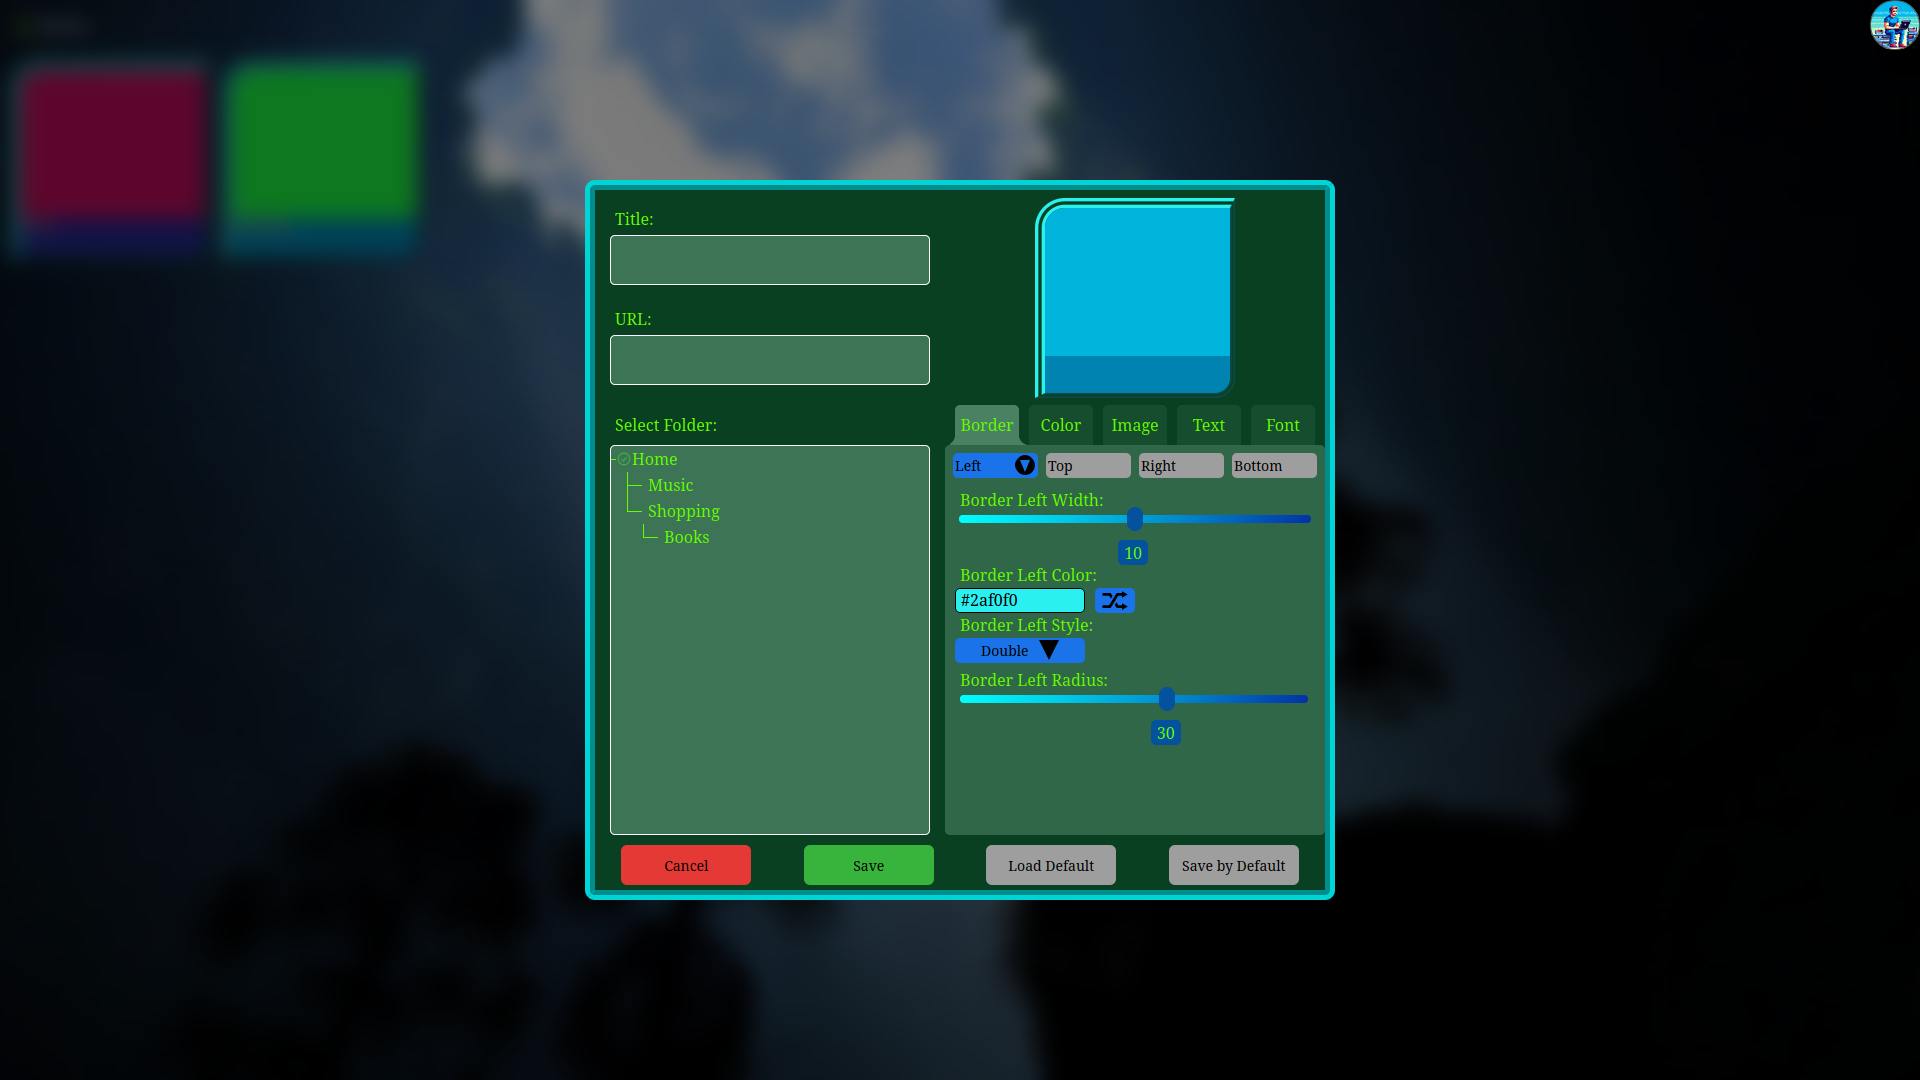 Title:
URL:
Select Folder:
Home
Music
Shopping
Books
Border Color Image Text Font
Left Top Right Bottom
Border Left Width:
10
Border Left Color:
#2af0f0
Border Left Style:
Double
Border Left Radius:
30
Cancel Save Load Default Save by Default